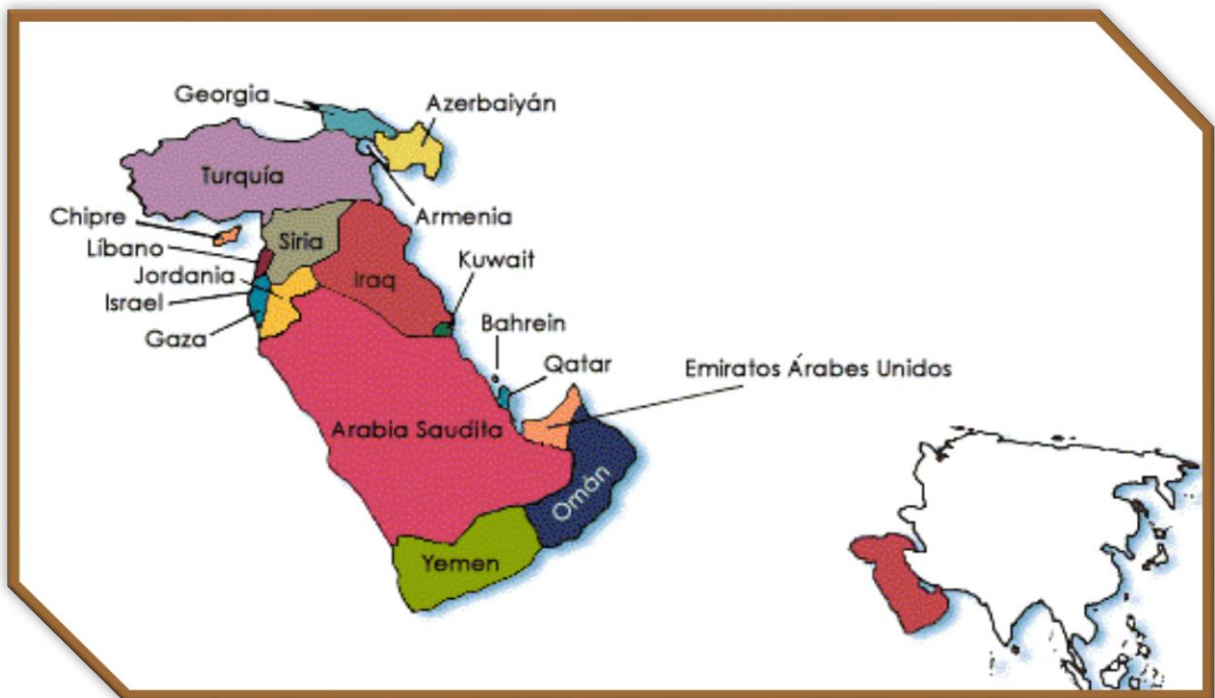 Georgia
Azerbaiyán
Turquía
Chipre
Armenia
Siria
Líbano
Kuwait
Jordania
Iraq
Israel
Bahrein
Gaza
Qatar
Emiratos Árabes Unidos
Arabia Saudita
Omán
Yemen